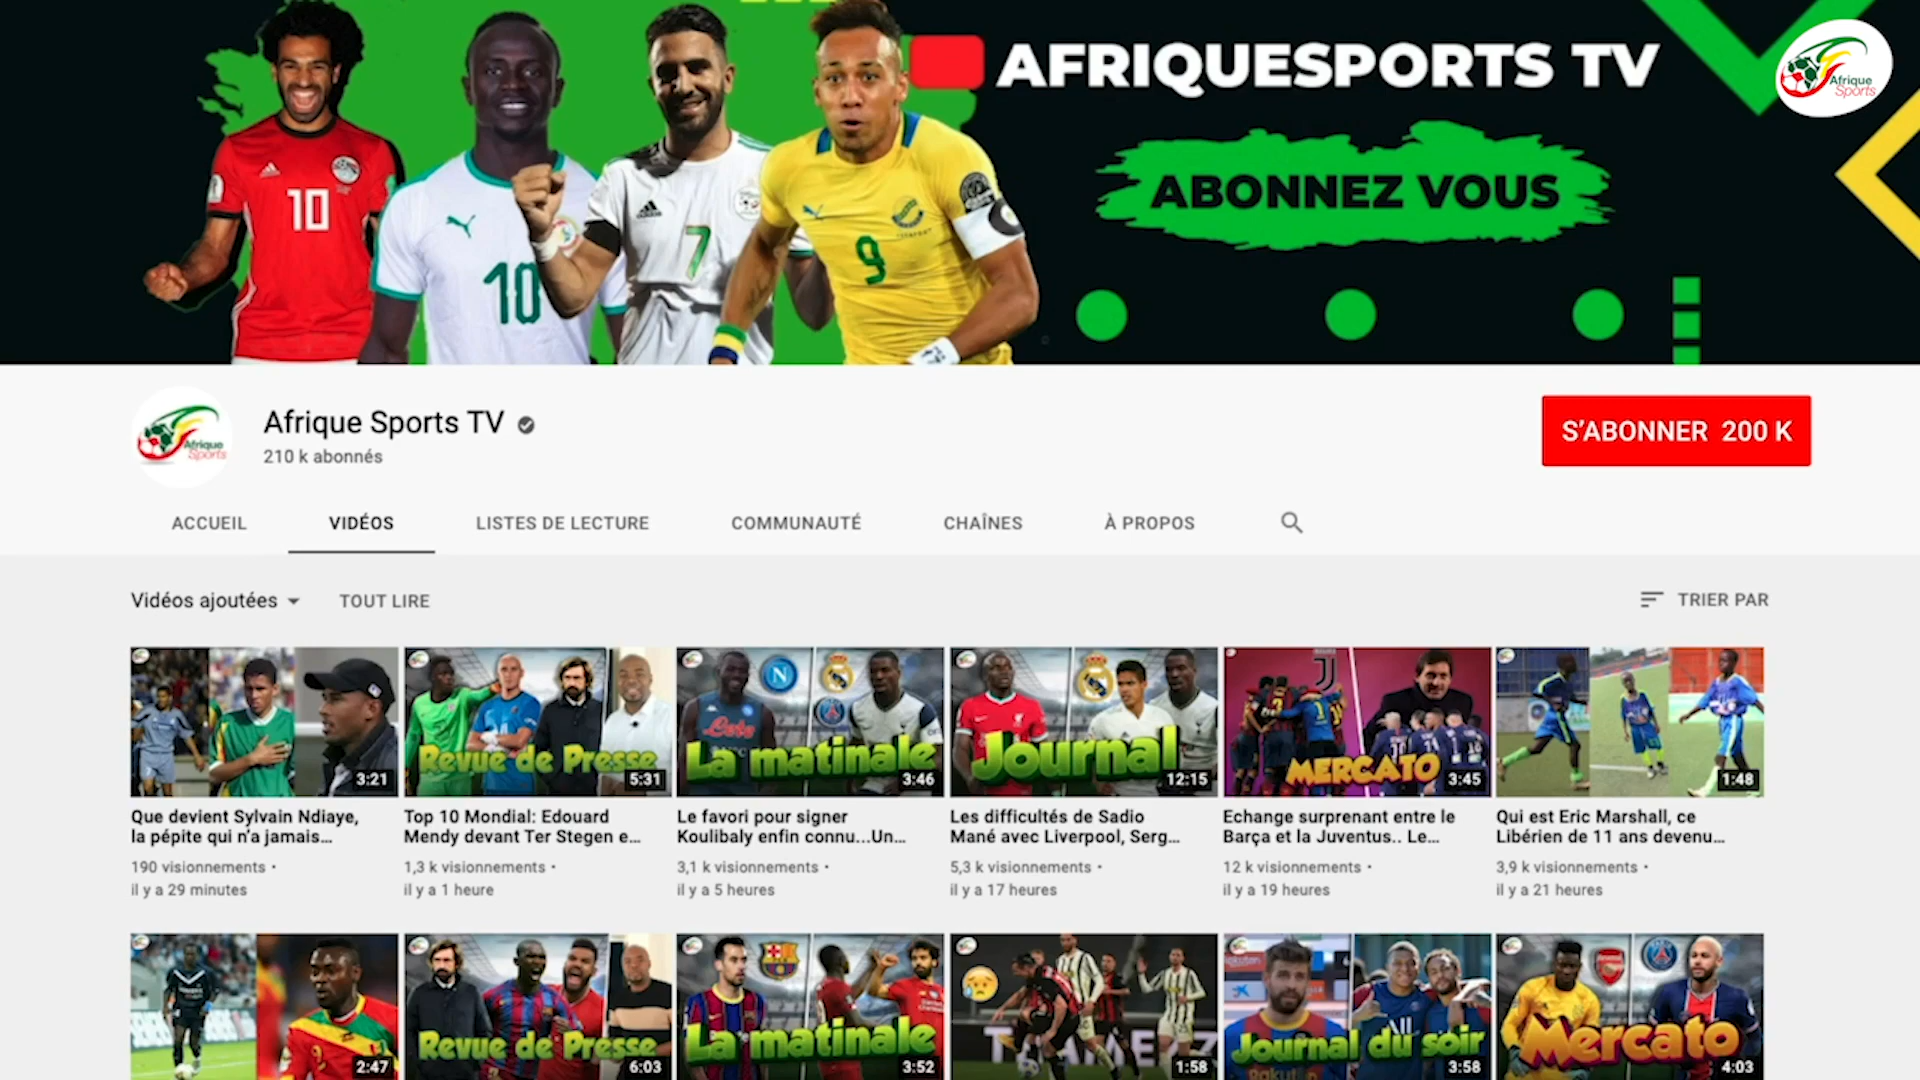 AFRIQUESPORTS TV
Afrique
Sports
ABONNEZ VOUS
10
10
7
9
Afrique
Sports
Afrique Sports TV
210 k abonnés
S'ABONNER 200 K
ACCUEIL
VIDÉOS
LISTES DE LECTURE
COMMUNAUTÉ
CHAÎNES
À PROPOS
Vidéos ajoutées
TOUT LIRE
TRIER PAR
3:21
Revue de Presse
5:31
La matinale
3:46
Journal
12:15
MERCATO
3:45
1:48
Que devient Sylvain Ndiaye,
la pépite qui n'a jamais...
190 visionnements •
il y a 29 minutes
Top 10 Mondial: Edouard
Mendy devant Ter Stegen e...
1,3 k visionnements •
il y a 1 heure
Le favori pour signer
Koulibaly enfin connu...Un...
3,1 k visionnements •
il y a 5 heures
Les difficultés de Sadio
Mané avec Liverpool, Serg...
5,3 k visionnements •
il y a 17 heures
Echange surprenant entre le
Barça et la Juventus.. Le...
12 k visionnements •
il y a 19 heures
Qui est Eric Marshall, ce
Libérien de 11 ans devenu...
3,9 k visionnements •
il y a 21 heures
2:47
Revue de Presse
6:03
La matinale
3:52
1:58
Journal du soir
3:58
Mercato
4:03